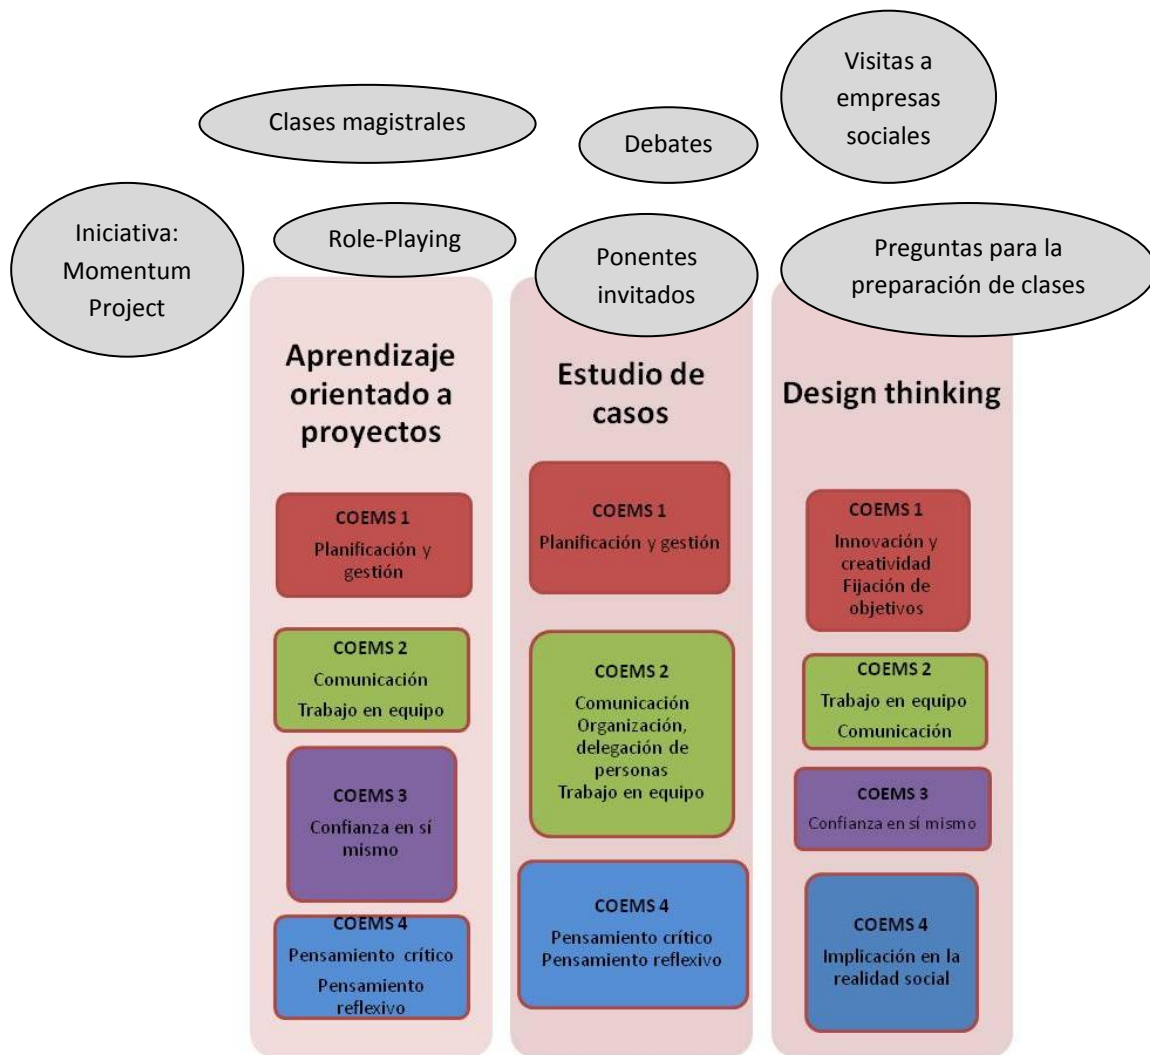 Visitas a
empresas
sociales
Clases magistrales
Debates
Iniciativa:
Momentum
Project
Role-Playing
Ponentes
invitados
Preguntas para la
preparación de clases
Aprendizaje
orientado a
proyectos
COEMS 1
Planificación y
gestión
COEMS 2
Comunicación
Trabajo en equipo
COEMS 3
Confianza en sí
mismo
COEMS 4
Pensamiento crítico
Pensamiento
reflexivo
Estudio de
casos
COEMS 1
Planificación y gestión
COEMS 2
Comunicación
Organización,
delegación de
personas
Trabajo en equipo
COEMS 4
Pensamiento crítico
Pensamiento reflexivo
Design thinking
COEMS 1
Innovación y
creatividad
Fijación de
objetivos
COEMS 2
Trabajo en equipo
Comunicación
COEMS 3
Confianza en sí mismo
COEMS 4
Implicación en la
realidad social